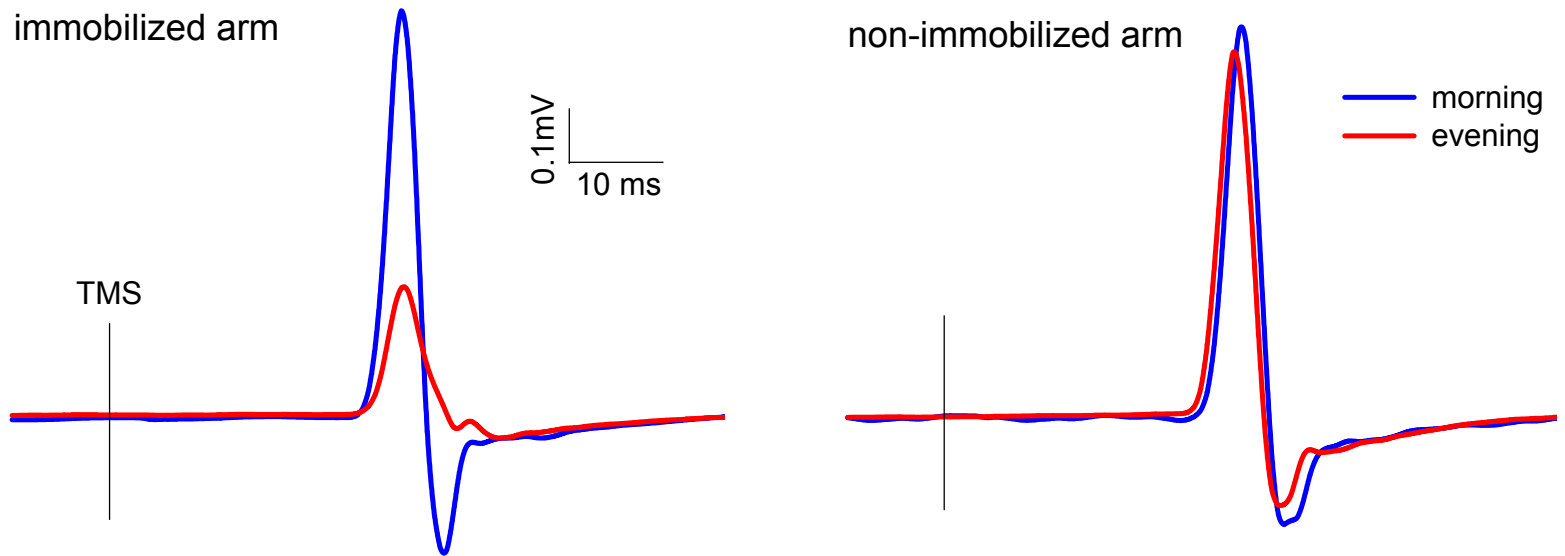 immobilized arm
non-immobilized arm
morning
evening
0.1mV
10 ms
TMS